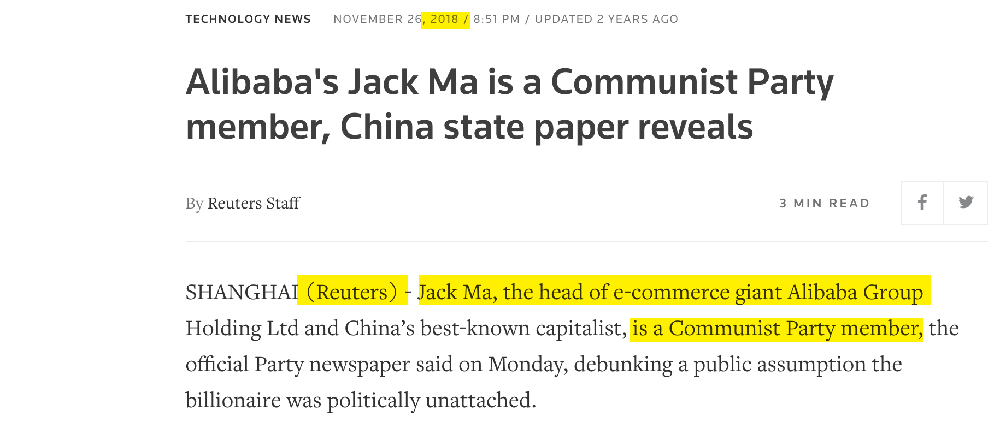 TECHNOLOGY NEWS NOVEMBER 26, 2018 / 8:51 PM / UPDATED 2 YEARS AGO
Alibaba's Jack Ma is a Communist Party
member, China state paper reveals
By Reuters Staff 3 MIN READ
SHANGHAI (Reuters) - Jack Ma, the head of e-commerce giant Alibaba Group
Holding Ltd and China’s best-known capitalist, is a Communist Party member, the
official Party newspaper said on Monday, debunking a public assumption the
billionaire was politically unattached.